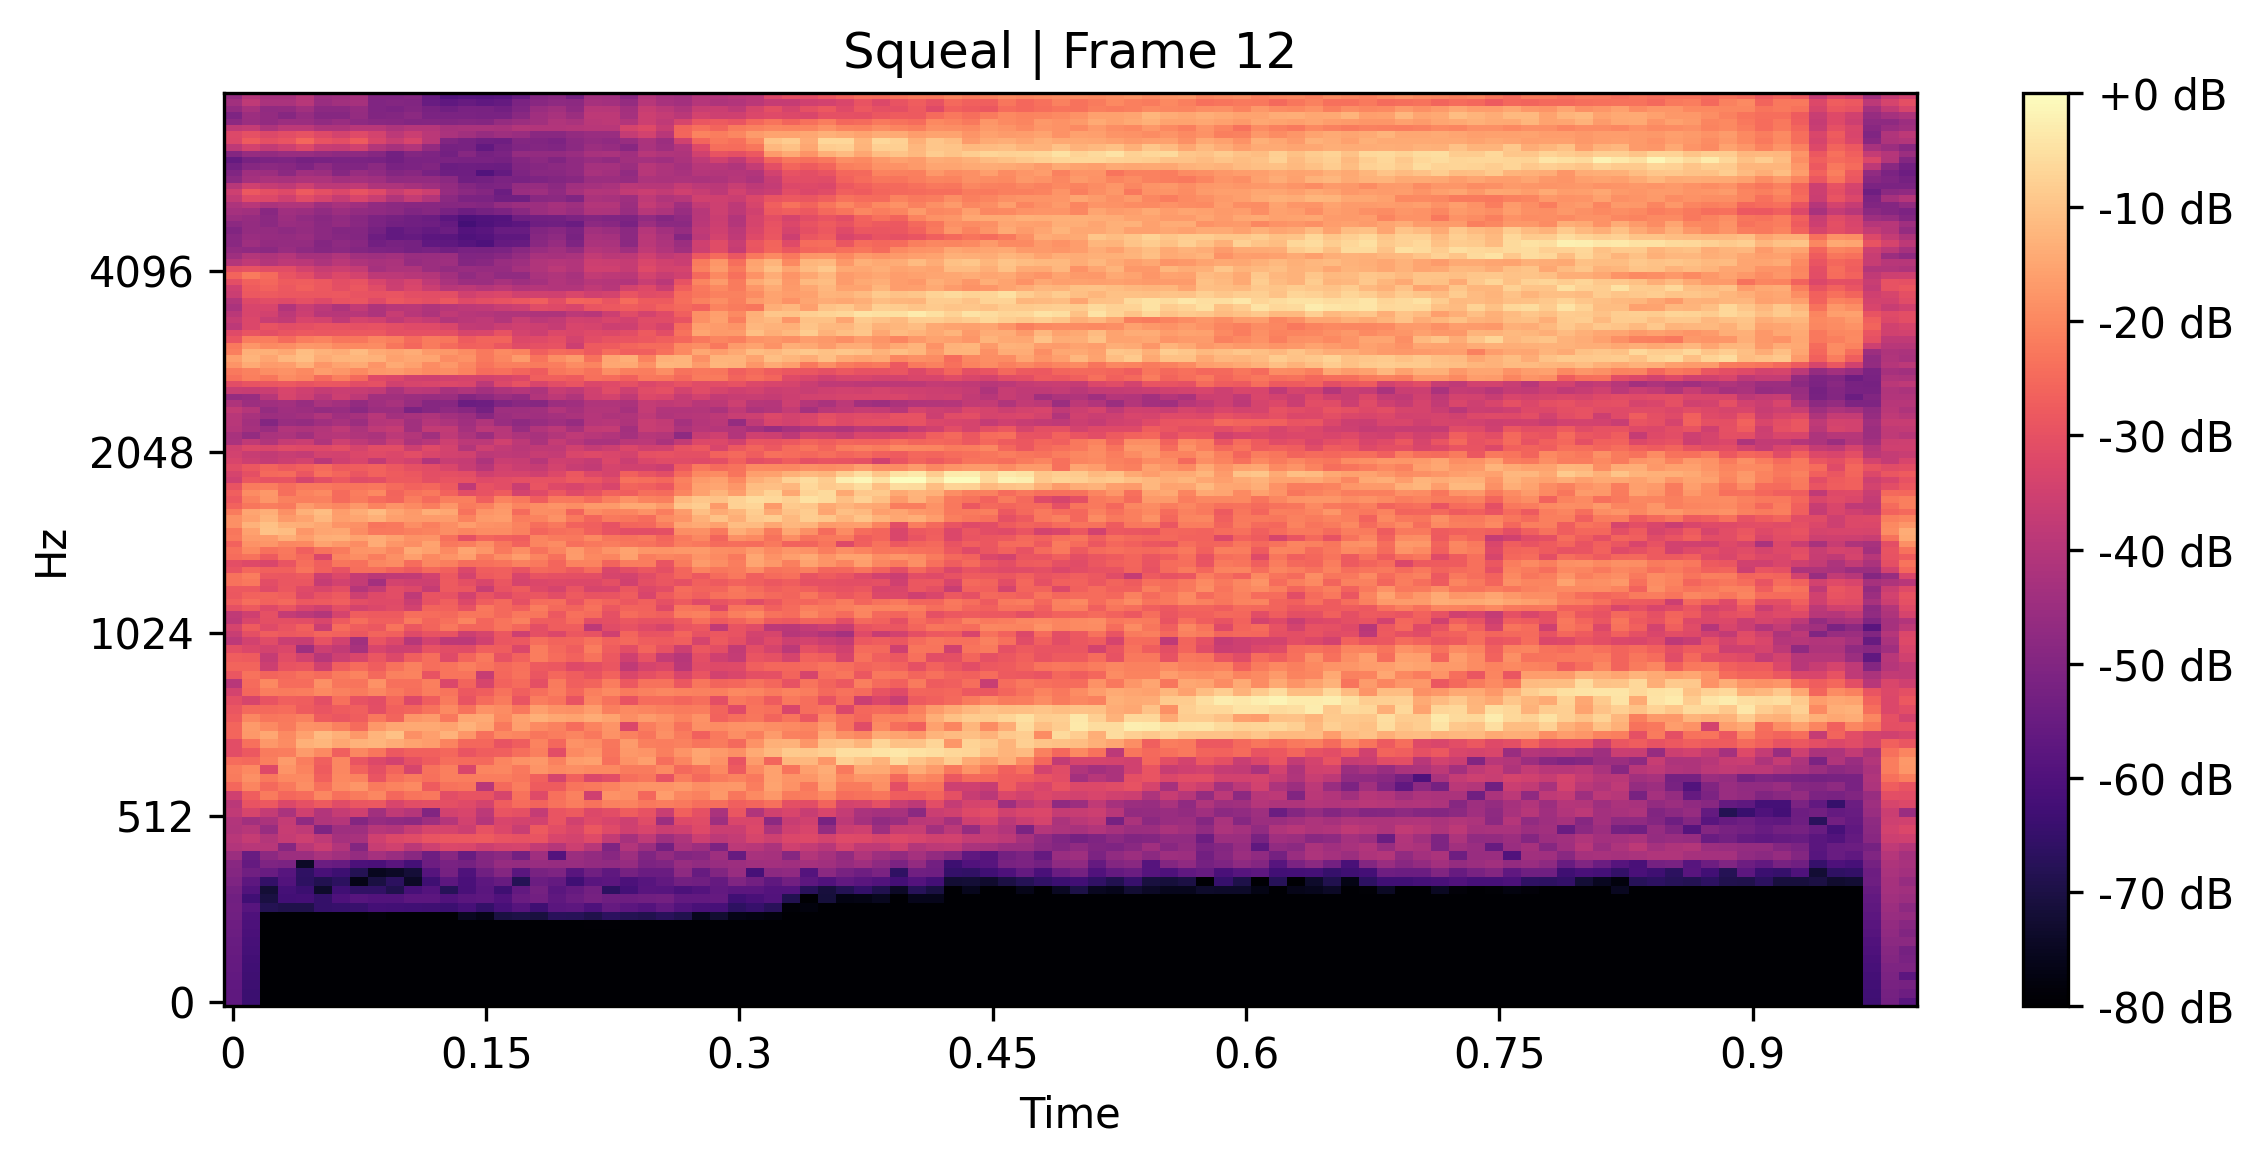 Squeal | Frame 12
+0 dB
-10 dB
-20 dB
-30 dB
-40 dB
-50 dB
-60 dB
-70 dB
-80 dB
Hz
4096
2048
1024
512
0
0 0.15 0.3 0.45 0.6 0.75 0.9
Time